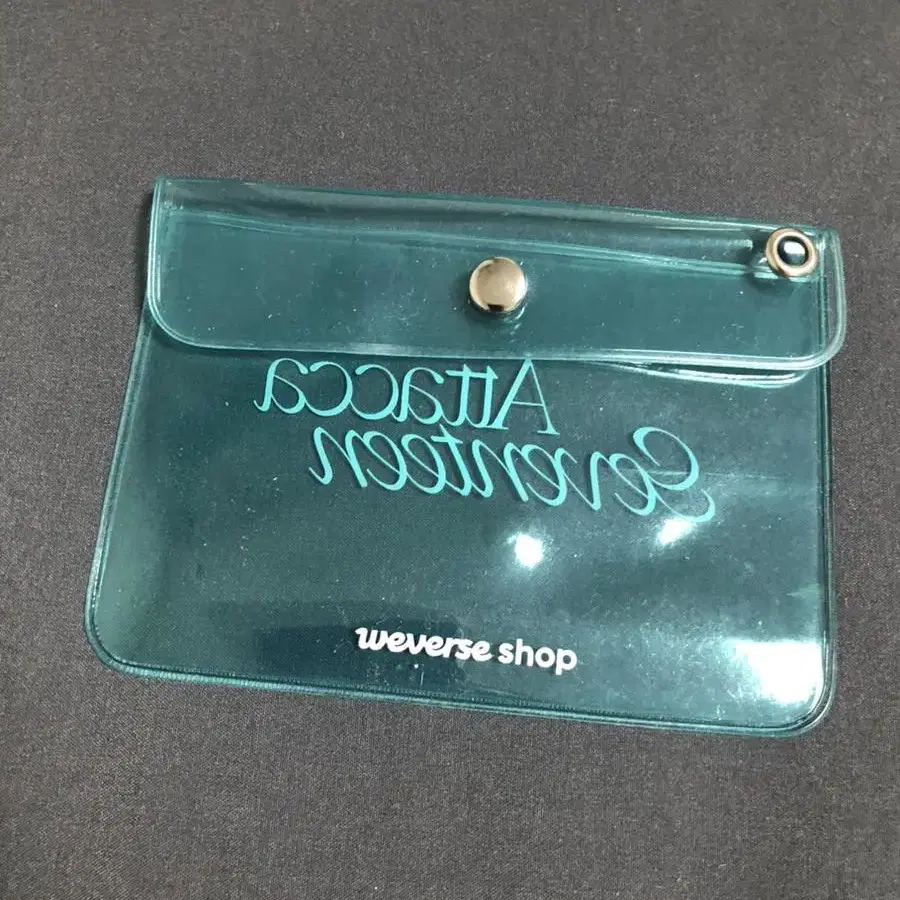 Attacca
Seventeen
weverse shop